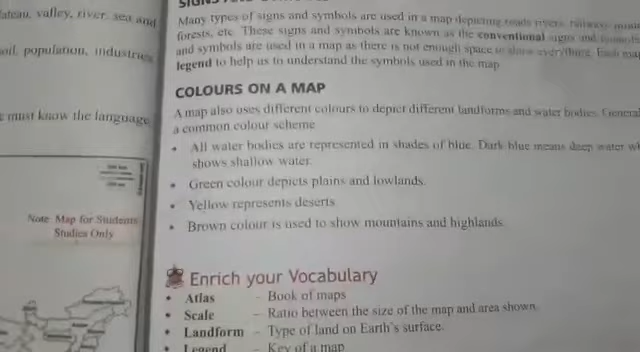 lateau, valley, river, sea and
soil, population, industries,
must know the language
Note: Map for Students
Studies Only
SIGNS AND
Many types of signs and symbols are used in a map depicting roads, rivers, railways,
forests, etc. These signs and symbols are known as the conventional signs and symbols
and symbols are used in a map as there is not enough space to show everything. Each map
legend to help us to understand the symbols used in the map.
COLOURS ON A MAP
A map also uses different colours to depict different landforms and water bodies. General
a common colour scheme
• All water bodies are represented in shades of blue. Dark blue means deep water wh
shows shallow water.
• Green colour depicts plains and lowlands.
• Yellow represents deserts
• Brown colour is used to show mountains and highlands.
Enrich your Vocabulary
• Atlas – Book of maps
• Scale – Ratio between the size of the map and area shown.
• Landform – Type of land on Earth's surface.
• Legend – Key of a map